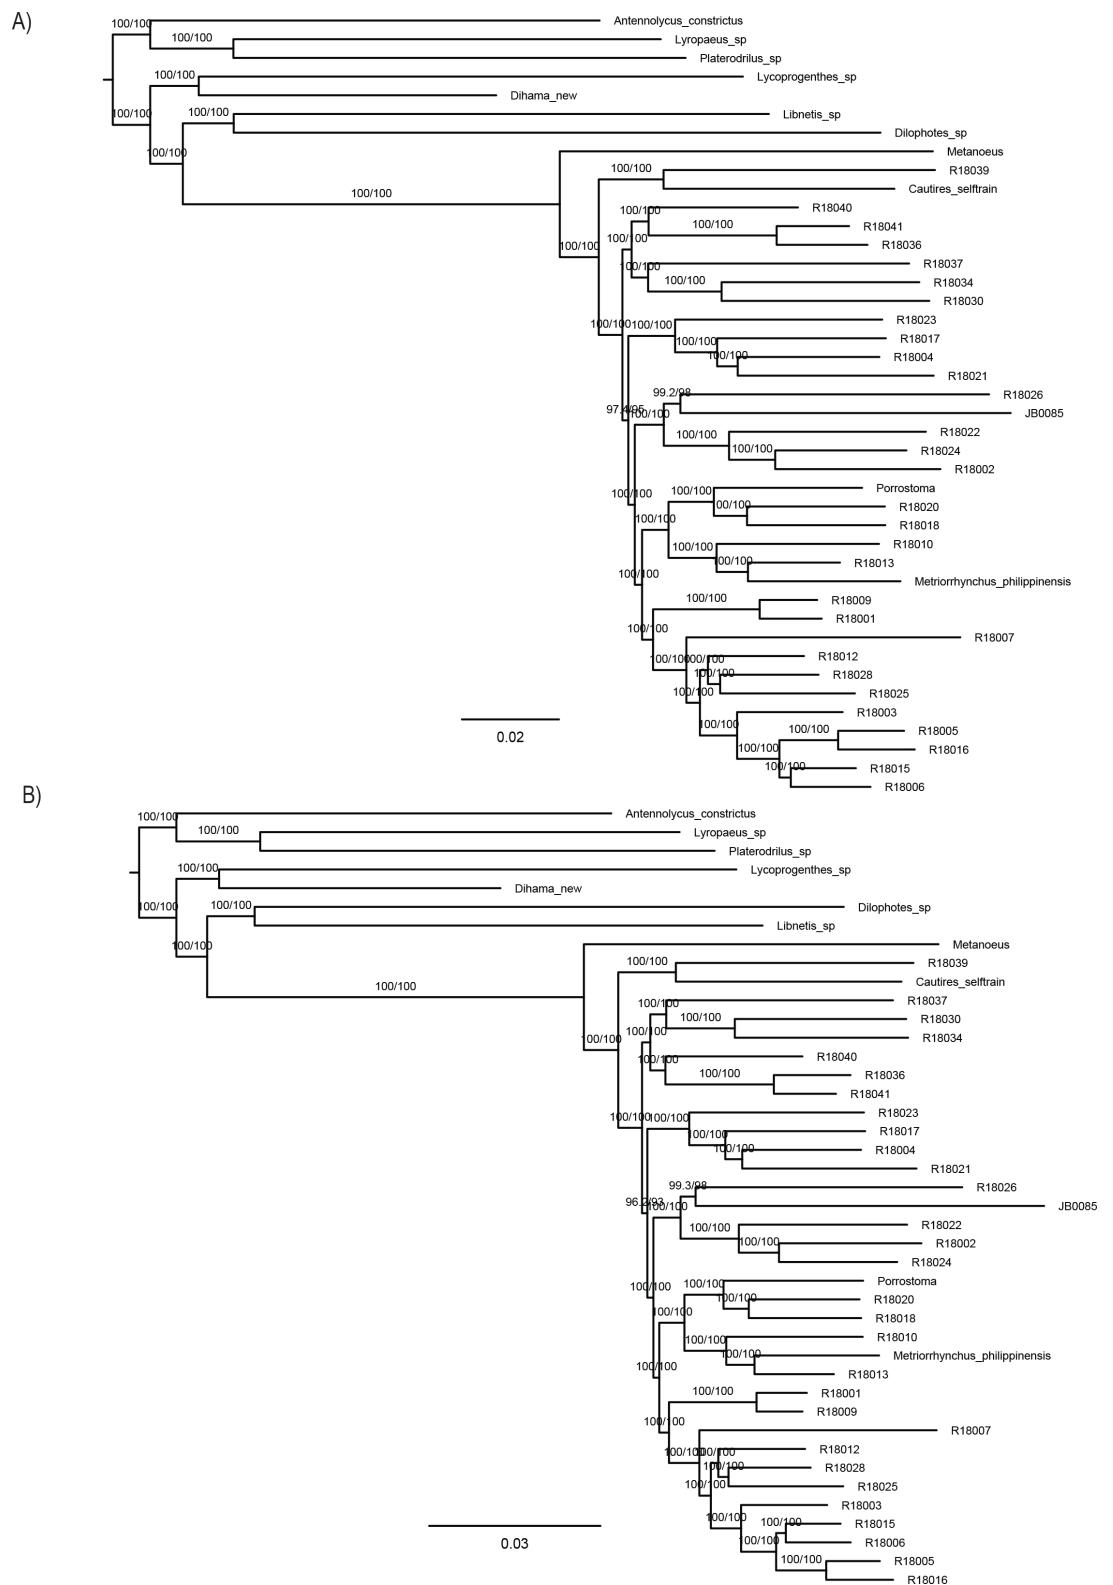 A)
100/100
Antennolycus_constrictus
100/100
Lyropaeus_sp
Platerodrilus_sp
100/100
Lycoprogenthes_sp
Dihama_new
100/100
100/100
Libnetis_sp
Dilophotes_sp
100/100
Metanoeus
100/100
R18039
Cautires_selftrain
100/100
100/100
R18040
100/100
R18041
R18036
100/100
100/100
100/100
R18037
100/100
R18034
R18030
100/100
100/100
R18023
100/100
R18017
100/100
R18004
R18021
99.2/98
R18026
97.4/95
100/100
JB0085
100/100
R18022
100/100
R18024
R18002
100/100
100/100
Porrostoma
00/100
R18020
100/100
R18018
100/100
R18010
100/100
R18013
100/100
Metriorrhynchus_philippinensis
100/100
R18009
R18001
100/100
R18007
100/100
00/100
R18012
100/100
R18028
100/100
R18025
R18003
100/100
0.02
100/100
R18005
100/100
R18016
100/100
R18015
R18006
B)
100/100
Antennolycus_constrictus
100/100
Lyropaeus_sp
Platerodrilus_sp
100/100
Lycoprogenthes_sp
Dihama_new
100/100
100/100
Dilophotes_sp
Libnetis_sp
100/100
Metanoeus
100/100
R18039
Cautires_selftrain
100/100
100/100
R18037
100/100
R18030
100/100
R18034
100/100
100/100
R18040
100/100
R18036
R18041
100/100
100/100
R18023
100/100
R18017
100/100
R18004
R18021
99.3/98
R18026
96.2/93
100/100
JB0085
100/100
R18022
100/100
R18002
R18024
100/100
100/100
Porrostoma
100/100
R18020
100/100
R18018
100/100
R18010
100/100
Metriorrhynchus_philippinensis
100/100
R18013
100/100
R18001
R18009
100/100
R18007
100/100
100/100
R18012
100/100
R18028
100/100
R18025
R18003
100/100
100/100
R18015
0.03
100/100
R18006
100/100
R18005
R18016